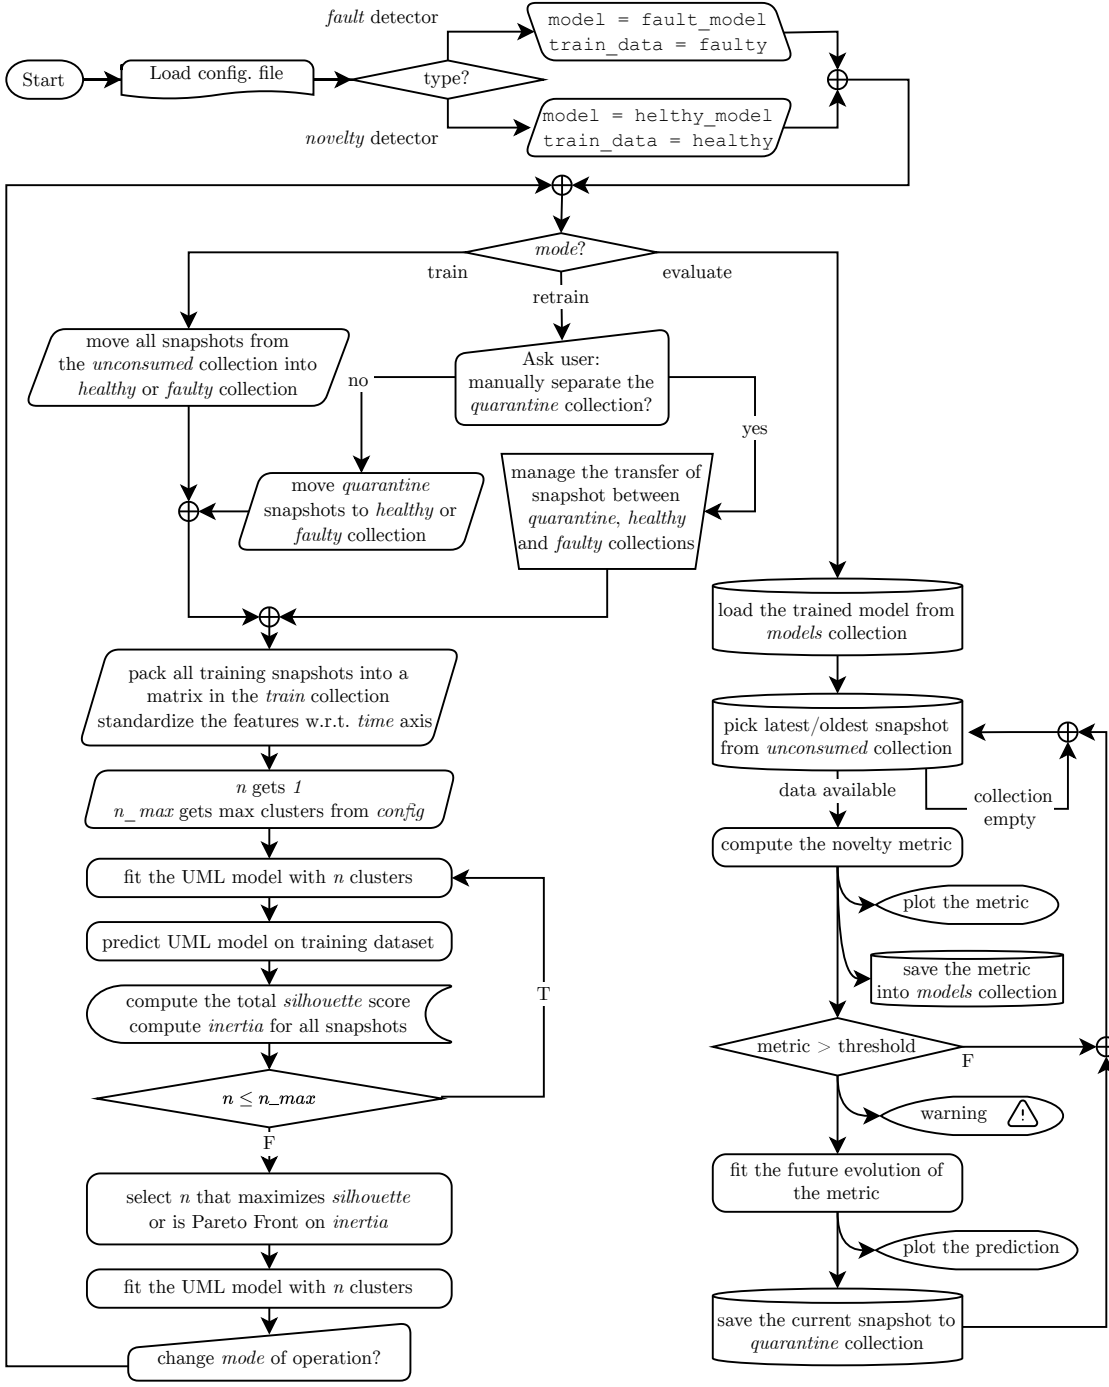 fault detector
model = fault_model
train_data = faulty
Start
Load config. file
type?
novelty detector
model = helthy_model
train_data = healthy
mode?
train
evaluate
retrain
move all snapshots from
the unconsumed collection into
healthy or faulty collection
Ask user:
manually separate the
quarantine collection?
no
yes
move quarantine
snapshots to healthy or
faulty collection
manage the transfer of
snapshot between
quarantine, healthy
and faulty collections
load the trained model from
models collection
pack all training snapshots into a
matrix in the train collection
standardize the features w.r.t. time axis
pick latest/oldest snapshot
from unconsumed collection
data available
collection
empty
n gets 1
n_max gets max clusters from config
compute the novelty metric
fit the UML model with n clusters
plot the metric
predict UML model on training dataset
save the metric
into models collection
compute the total silhouette score
compute inertia for all snapshots
T
metric > threshold
F
n ≤ n_max
F
warning
fit the future evolution of
the metric
select n that maximizes silhouette
or is Pareto Front on inertia
plot the prediction
fit the UML model with n clusters
save the current snapshot to
quarantine collection
change mode of operation?